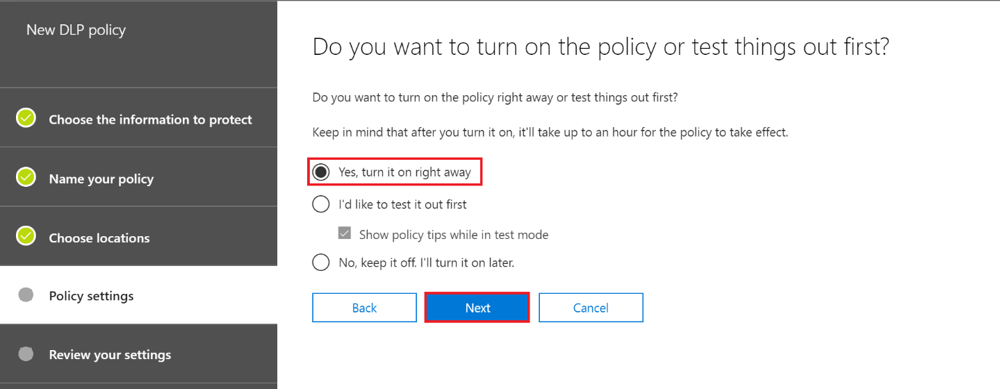 New DLP policy
Choose the information to protect
Name your policy
Choose locations
Policy settings
Review your settings
Do you want to turn on the policy or test things out first?
Do you want to turn on the policy right away or test things out first?
Keep in mind that after you turn it on, it'll take up to an hour for the policy to take effect.
Yes, turn it on right away
I'd like to test it out first
Show policy tips while in test mode
No, keep it off. I'll turn it on later.
Back Next Cancel